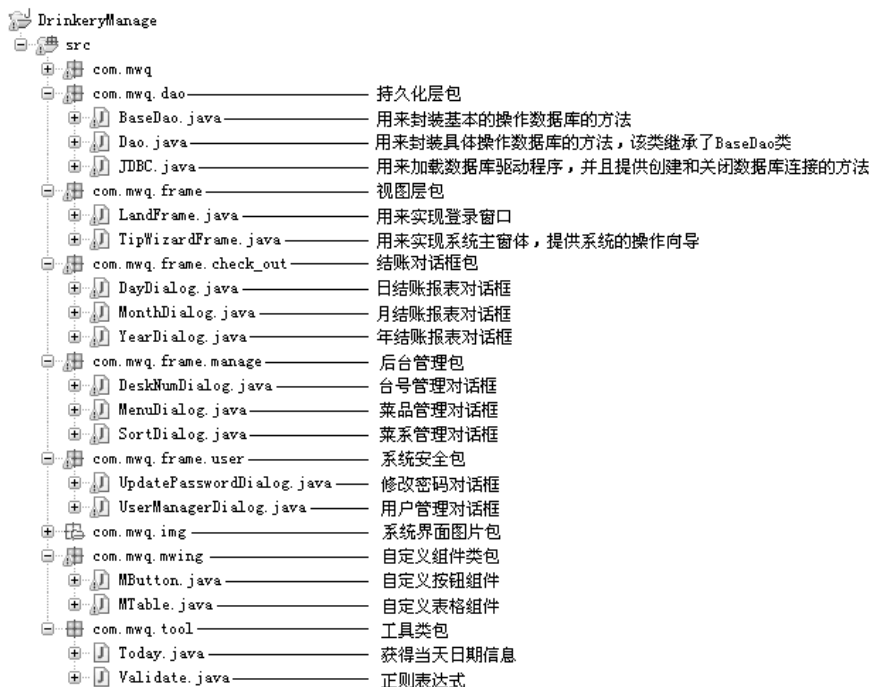 DrinkeryManage
src
com.mwq
com.mwq.dao 持久化层包
BaseDao.java 用来封装基本的操作数据库的方法
Dao.java 用来封装具体操作数据库的方法，该类继承了BaseDao类
JDBC.java 用来加载数据库驱动程序，并且提供创建和关闭数据库连接的方法
com.mwq.frame 视图层包
LandFrame.java 用来实现登录窗口
TipWizardFrame.java 用来实现系统主窗体，提供系统的操作向导
com.mwq.frame.check_out 结账对话框包
DayDialog.java 日结账报表对话框
MonthDialog.java 月结账报表对话框
YearDialog.java 年结账报表对话框
com.mwq.frame.manage 后台管理包
DeskNumDialog.java 台号管理对话框
MenuDialog.java 菜品管理对话框
SortDialog.java 菜系管理对话框
com.mwq.frame.user 系统安全包
UpdatePasswordDialog.java 修改密码对话框
UserManagerDialog.java 用户管理对话框
com.mwq.img 系统界面图片包
com.mwq.mwing 自定义组件类包
MButton.java 自定义按钮组件
MTable.java 自定义表格组件
com.mwq.tool 工具类包
Today.java 获得当天日期信息
Validate.java 正则表达式